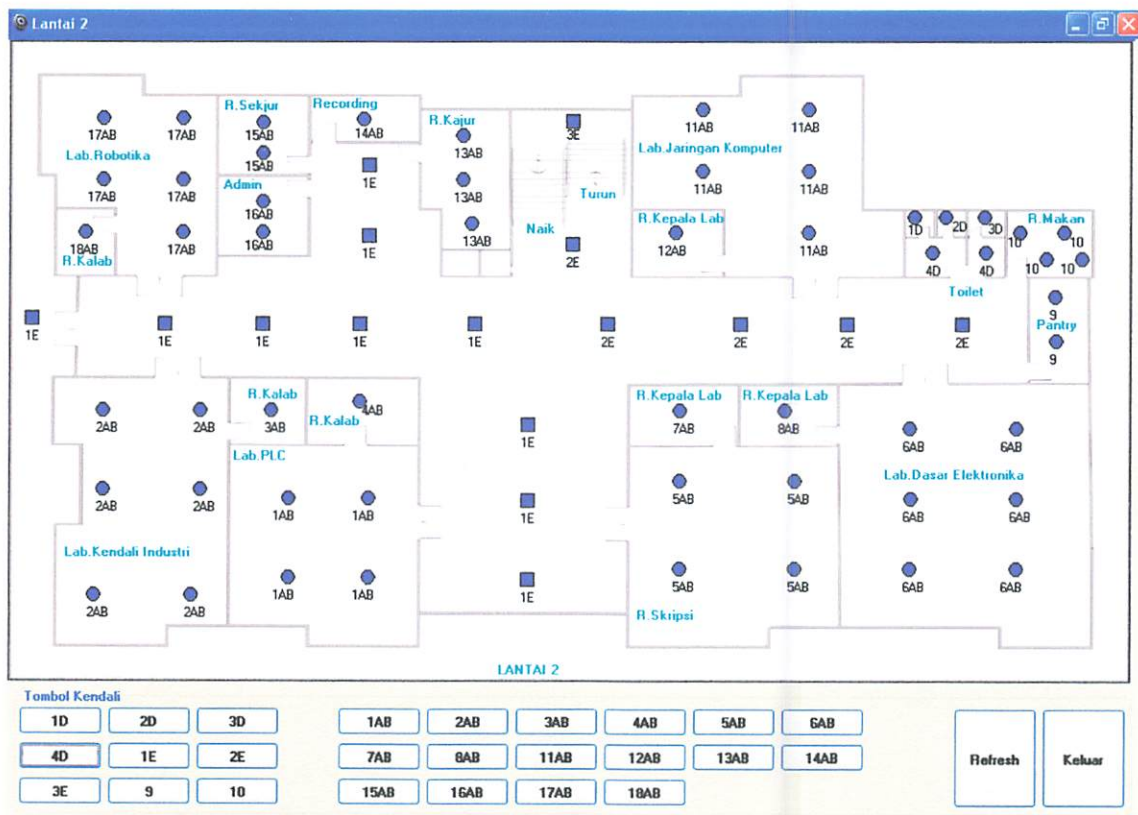 Lantai 2
R.Sekjur Recording
17AB 17AB 15AB 14AB R.Kajur 3E 11AB 11AB
Lab.Robotika 15AB 13AB Lab.Jaringan Komputer
17AB 17AB Admin 1E 13AB Turun 11AB 11AB
16AB
18AB 17AB 16AB 1E 13AB Naik R.Kepala Lab 1D 2D 3D R.Makan
R.Kalab 2E 12AB 11AB 4D 4D 10 10 10 10
Toilet
1E 1E 1E 1E 1E 2E 2E 2E 2E 9
Pantry
9
R.Kalab R.Kepala Lab R.Kepala Lab
2AB 2AB 3AB R.Kalab 4AB 1E 7AB 8AB 6AB 6AB
Lab.PLC Lab.Dasar Elektronika
2AB 2AB 1AB 1AB 1E 5AB 5AB 6AB 6AB
Lab.Kendali Industri
2AB 2AB 1AB 1AB 1E 5AB 5AB 6AB 6AB
R.Skripsi
LANTAI 2
Tombol Kendali
1D 2D 3D 1AB 2AB 3AB 4AB 5AB 6AB
4D 1E 2E 7AB 8AB 11AB 12AB 13AB 14AB Refresh Keluar
3E 9 10 15AB 16AB 17AB 18AB